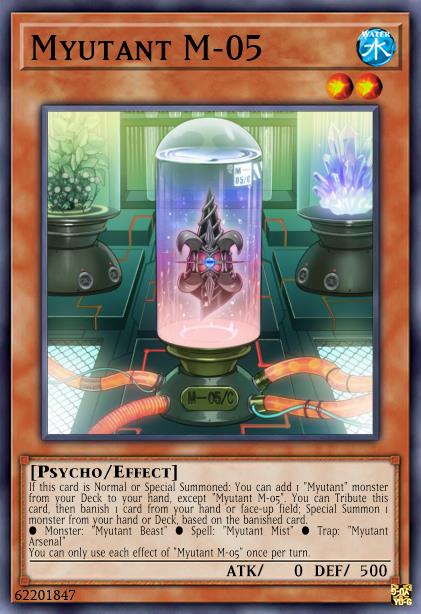 Myutant M-05
WATER
水
M—
05/C
M—05/C
[Psycho/Effect]
If this card is Normal or Special Summoned: You can add 1 "Myutant" monster
from your Deck to your hand, except "Myutant M-05". You can Tribute this
card, then banish 1 card from your hand or face-up field; Special Summon 1
monster from your hand or Deck, based on the banished card.
● Monster: "Myutant Beast" ● Spell: "Myutant Mist" ● Trap: "Myutant
Arsenal"
You can only use each effect of "Myutant M-05" once per turn.
ATK/ 0 DEF/ 500
62201847